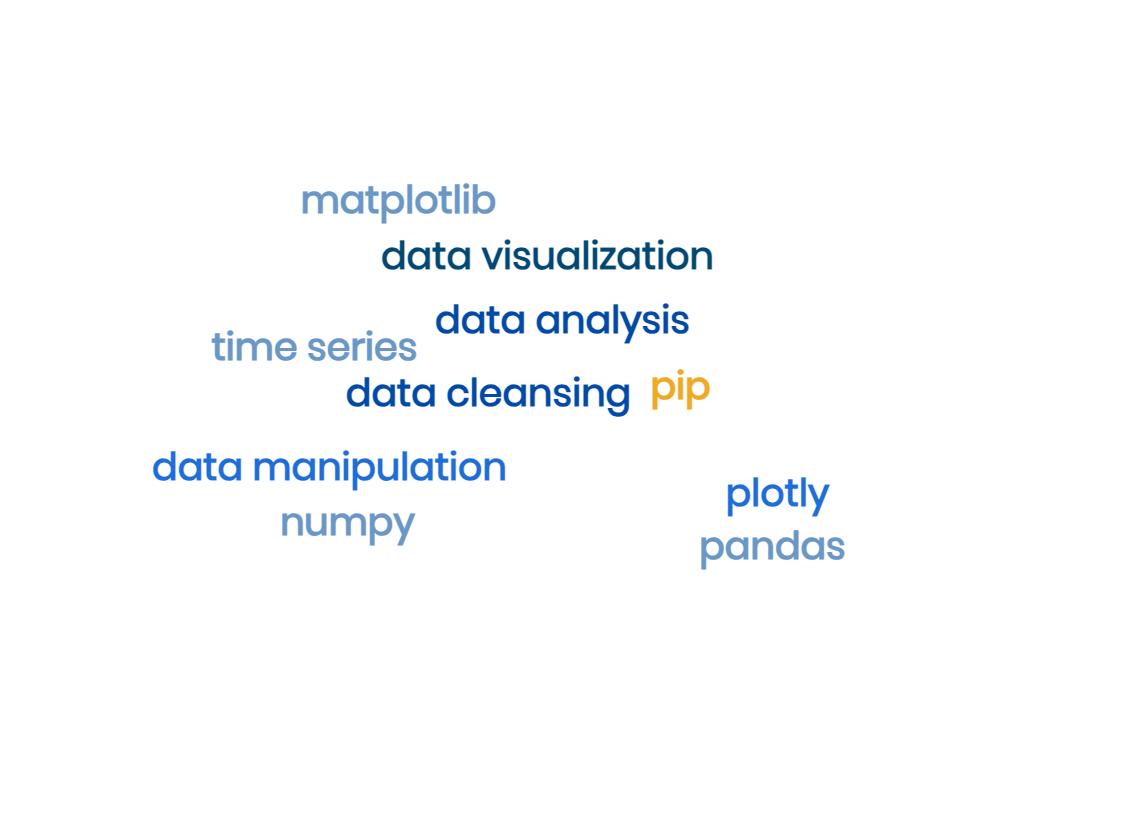 matplotlib
data visualization
data analysis
time series
data cleansing
pip
data manipulation
plotly
numpy
pandas